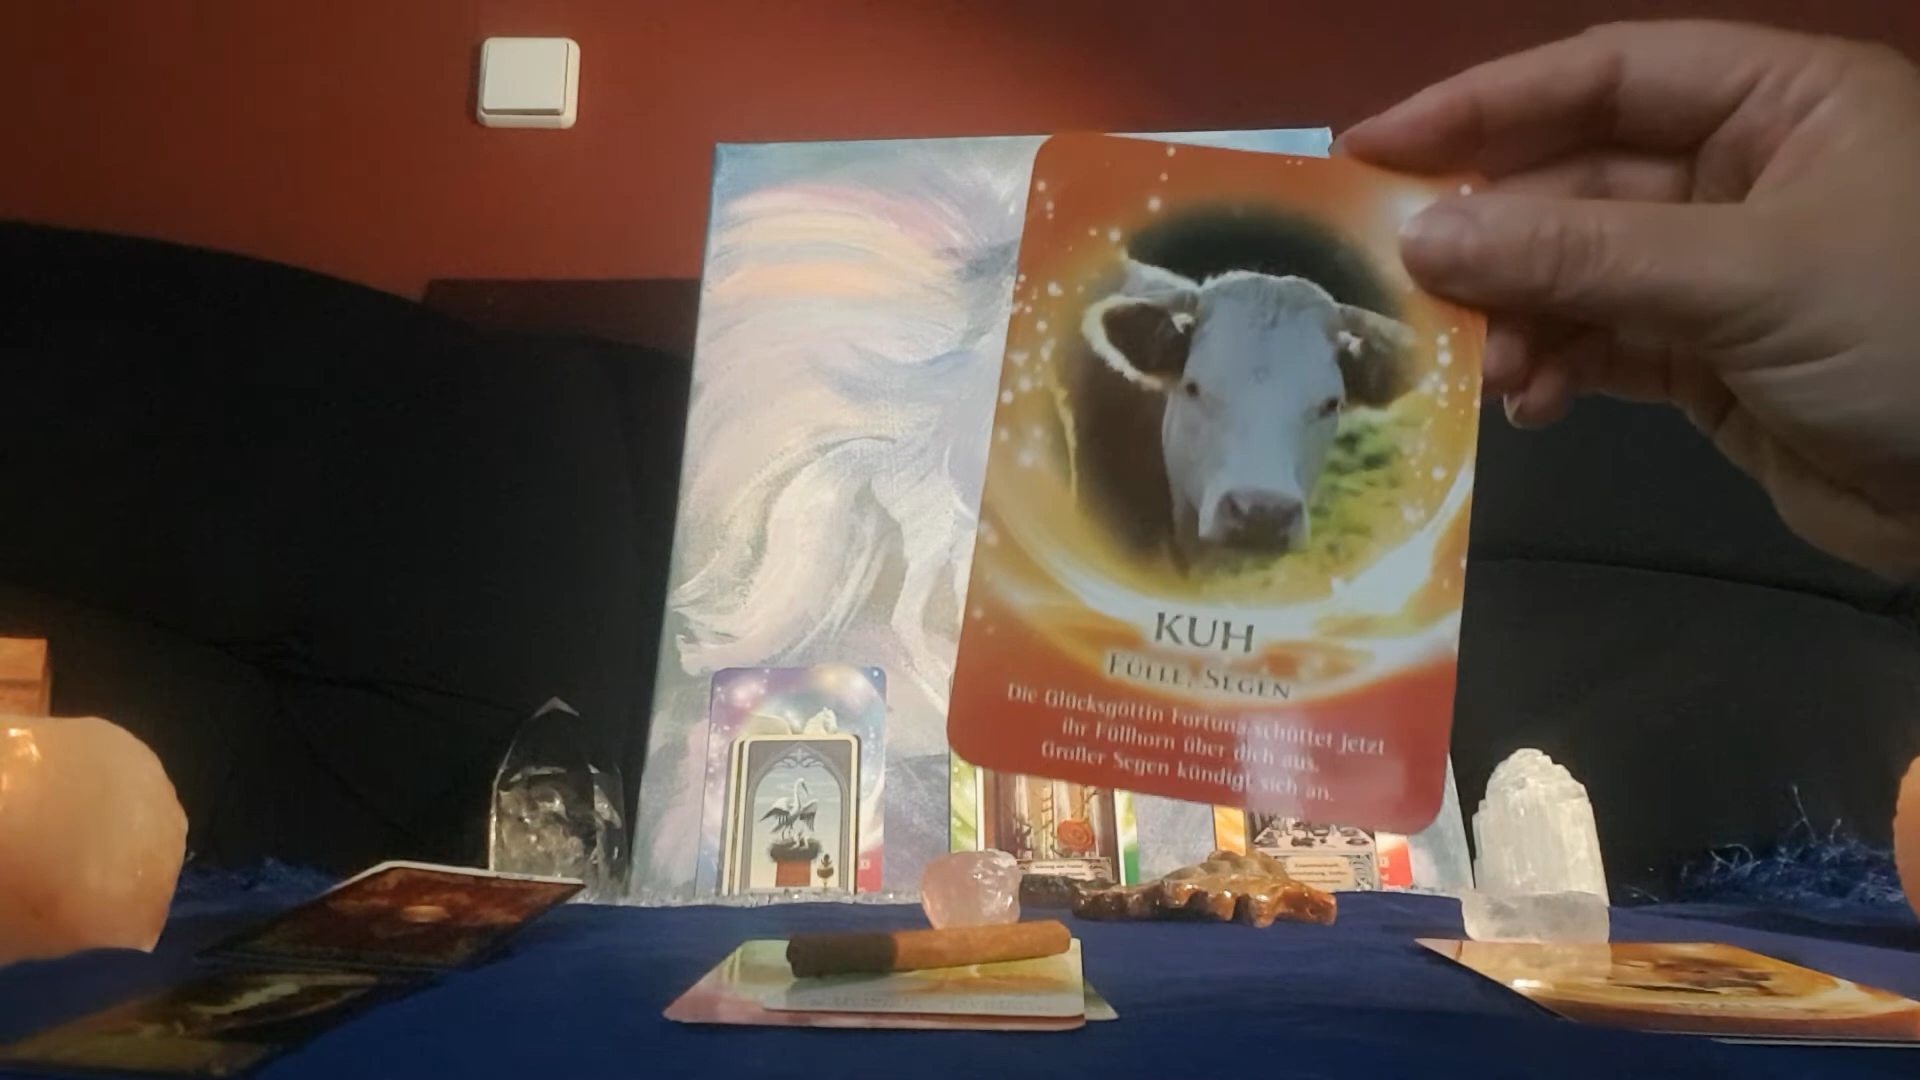 KUH
FÜLLE, SEGEN
Die Glücksgöttin Fortuna schüttet jetzt
ihr Füllhorn über dich aus.
Großer Segen kündigt sich an.